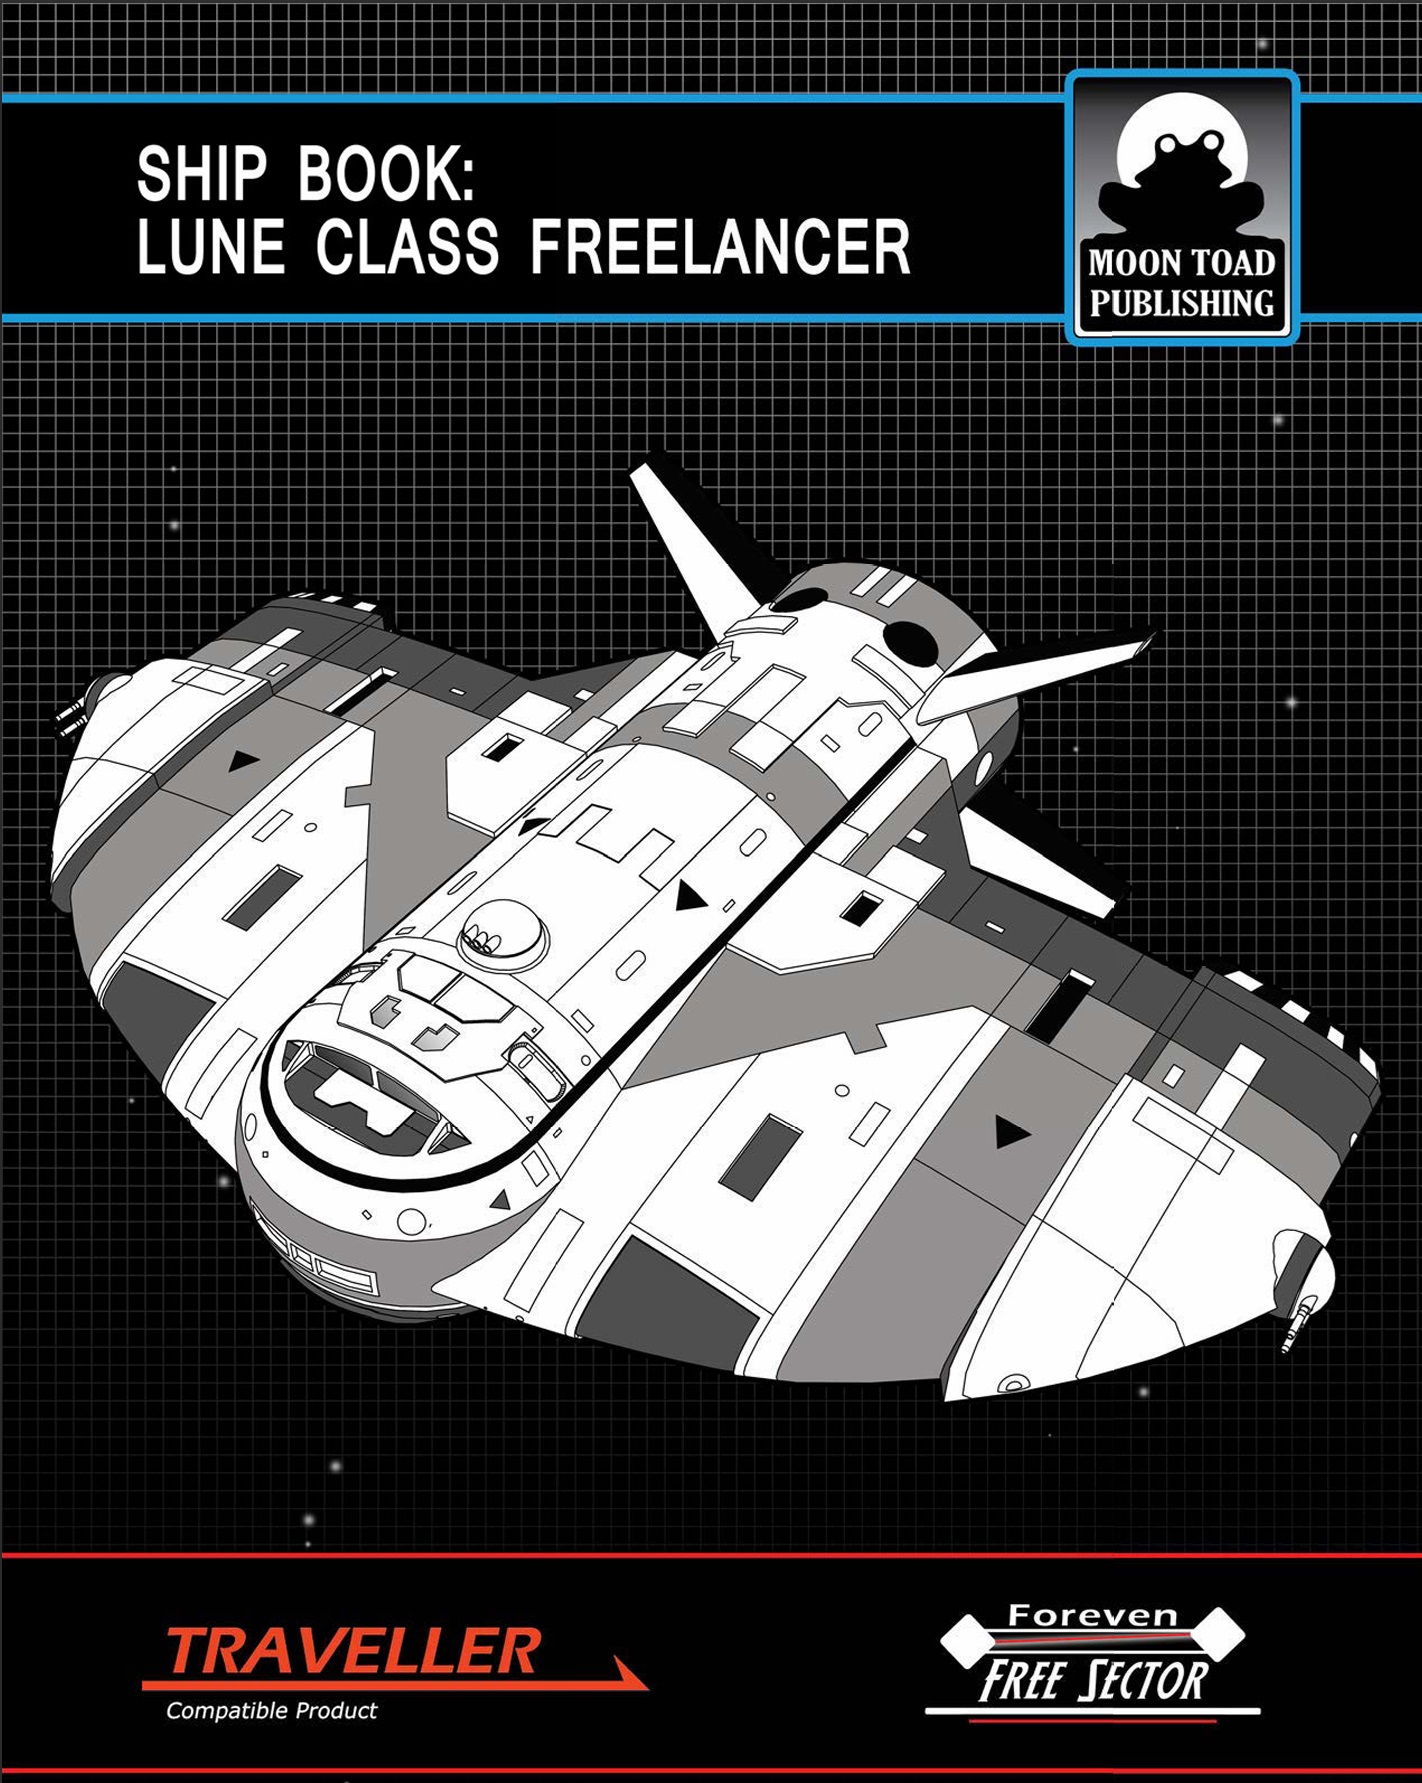 SHIP BOOK:
LUNE CLASS FREELANCER
MOON TOAD
PUBLISHING
TRAVELLER
Compatible Product
Foreven
FREE SECTOR